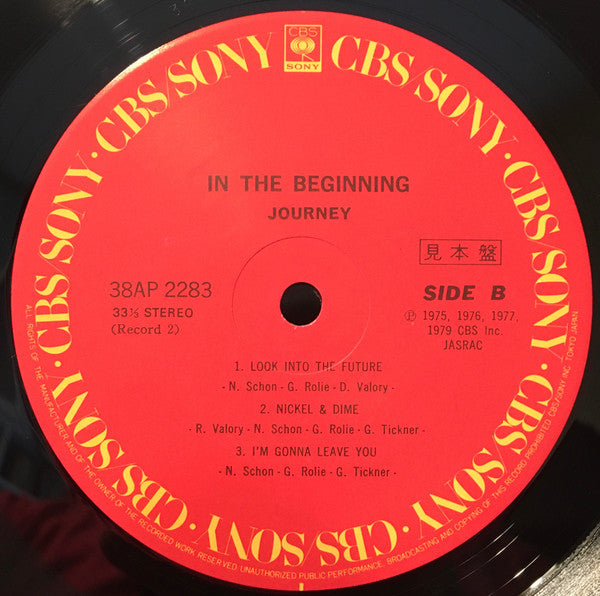 CBS
SONY
CBS/SONY · CBS/SONY · CBS/SONY · CBS/SONY · CBS/SONY · CBS/SONY · CBS/SONY · CBS/SONY ·
IN THE BEGINNING
JOURNEY
見本盤
38AP 2283
SIDE B
33⅓ STEREO
(Record 2)
Ⓟ 1975, 1976, 1977,
1979 CBS Inc.
JASRAC
1. LOOK INTO THE FUTURE
- N. Schon - G. Rolie - D. Valory -
2. NICKEL & DIME
- R. Valory - N. Schon - G. Rolie - G. Tickner -
3. I'M GONNA LEAVE YOU
- N. Schon - G. Rolie - G. Tickner -
ALL RIGHTS OF THE MANUFACTURER AND OF THE OWNER OF THE RECORDED WORK RESERVED. UNAUTHORIZED PUBLIC PERFORMANCE, BROADCASTING AND COPYING OF THIS RECORD PROHIBITED. CBS/SONY INC. TOKYO JAPAN